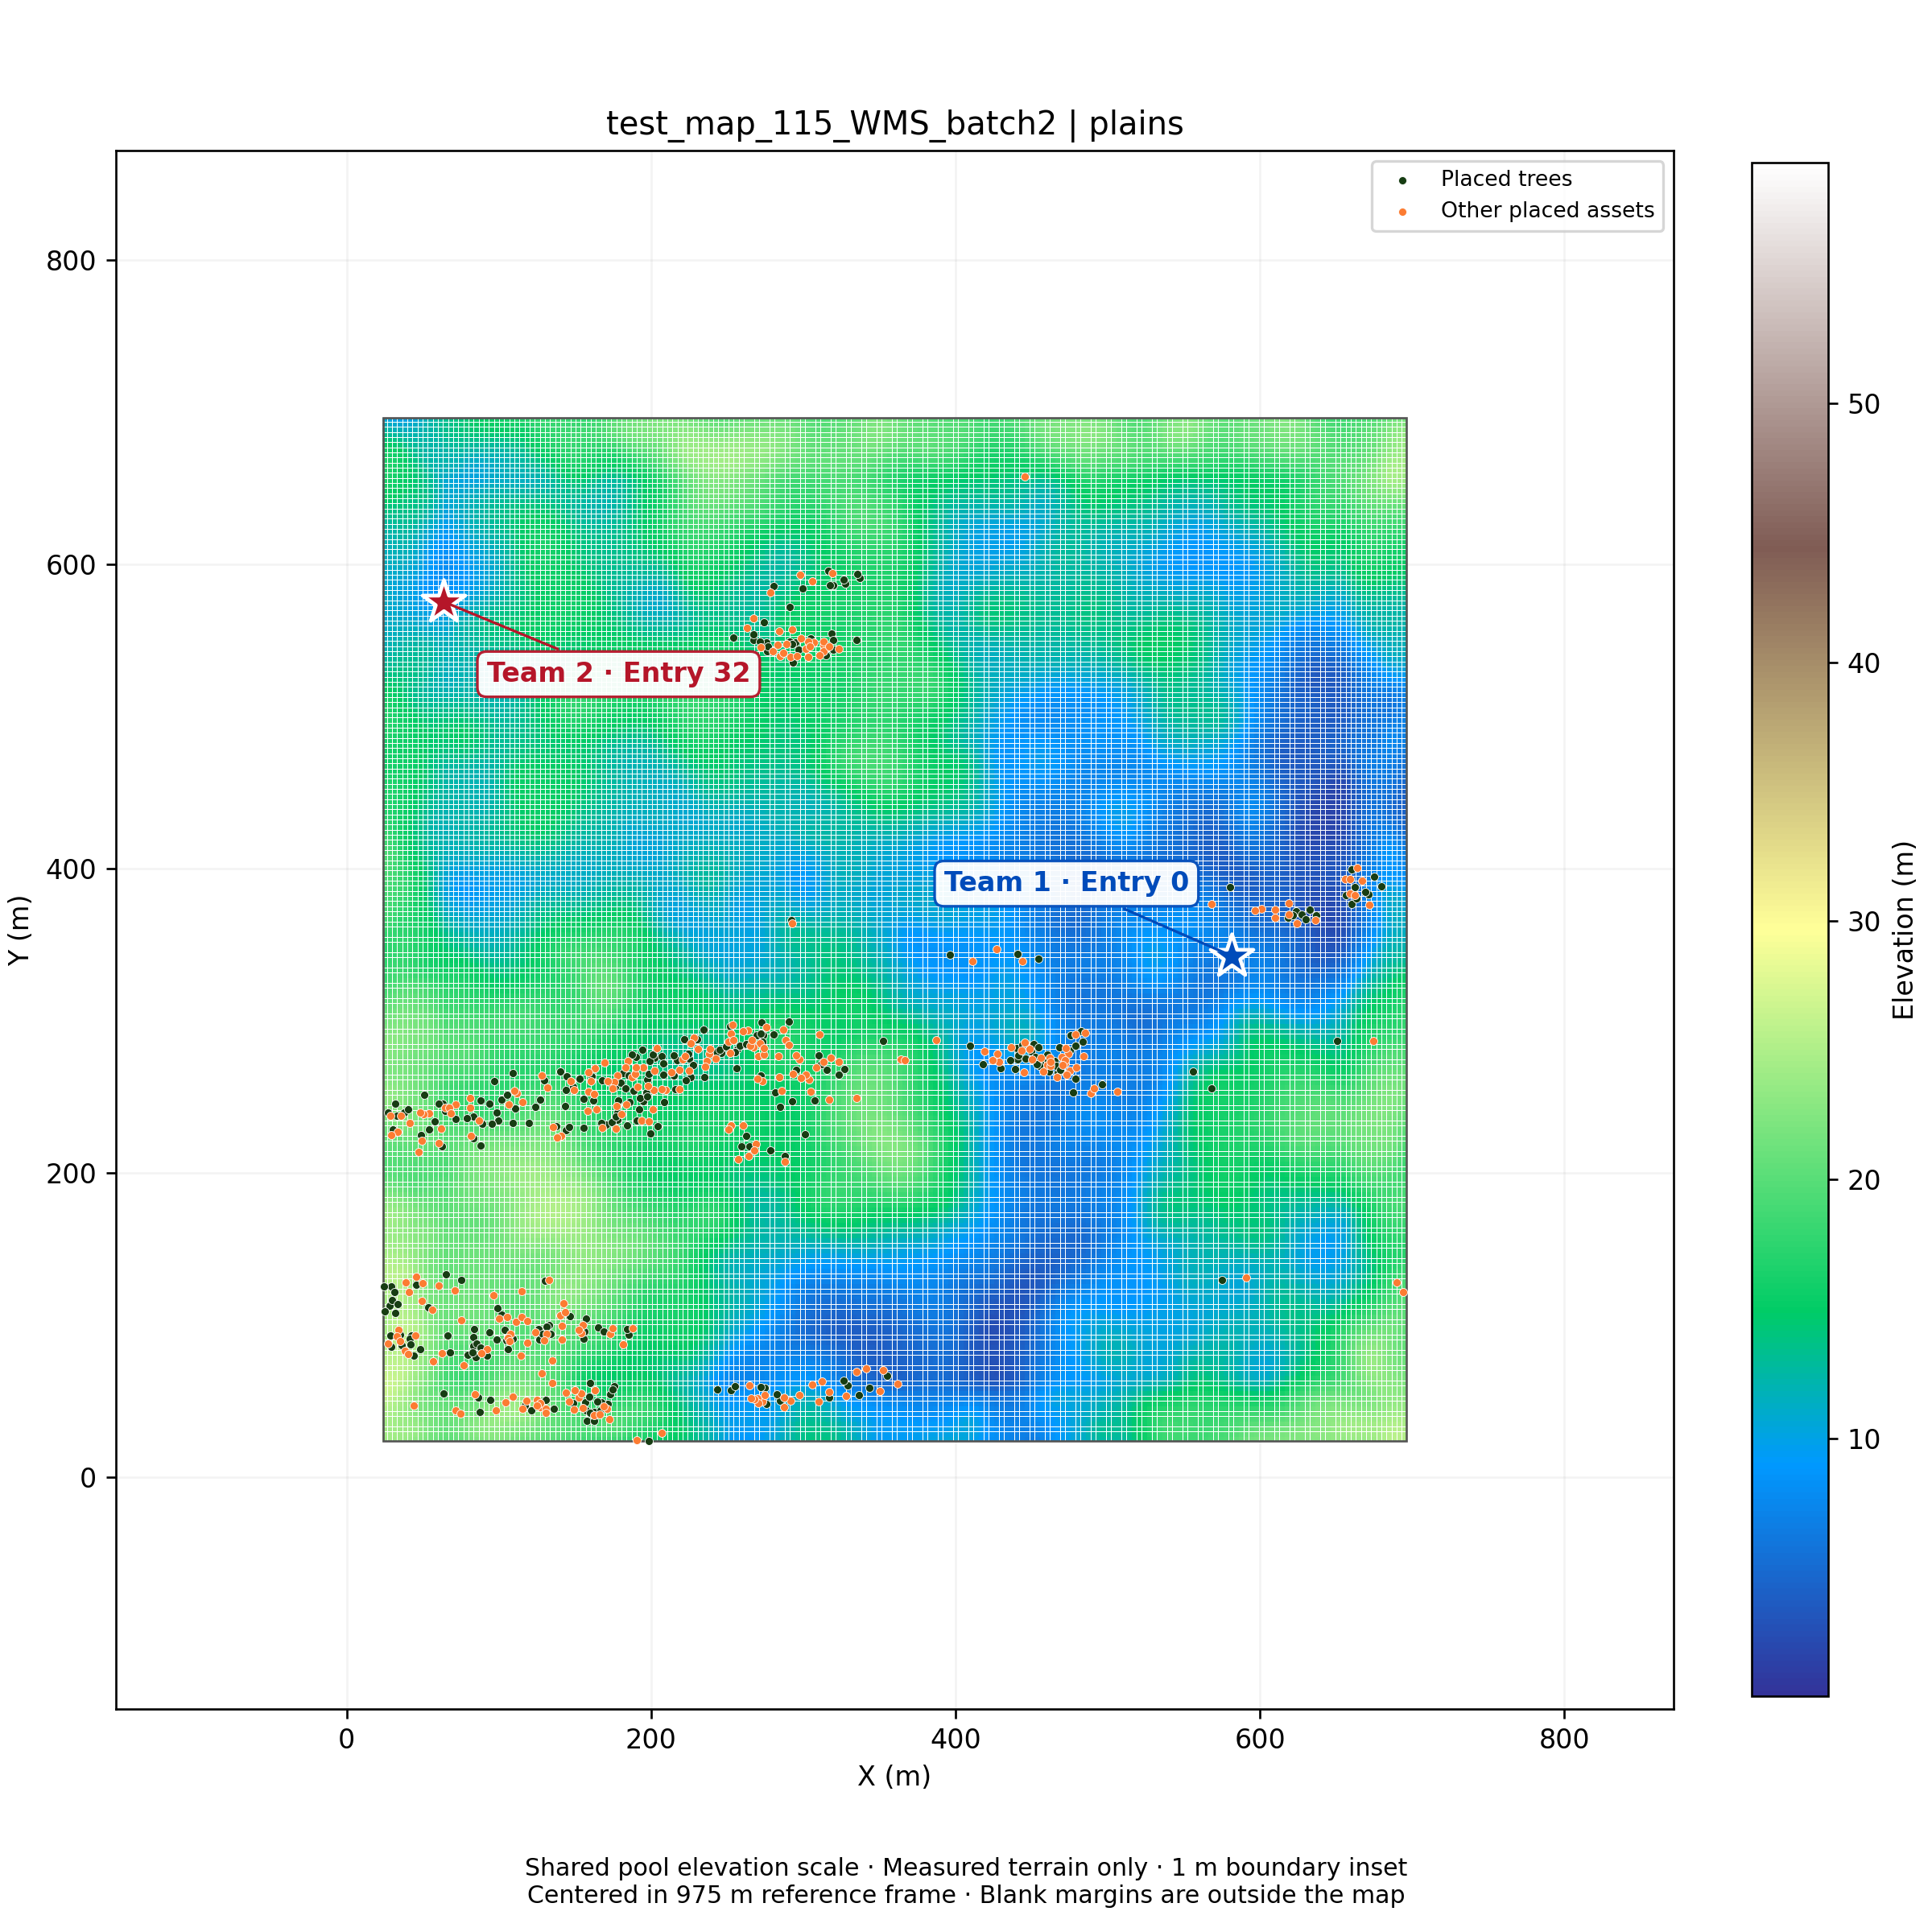 test_map_115_WMS_batch2 | plains
Placed trees
Other placed assets
800
600
400
200
0
Y (m)
Team 2 · Entry 32
Team 1 · Entry 0
0
200
400
600
800
X (m)
50
40
30
20
10
Elevation (m)
Shared pool elevation scale · Measured terrain only · 1 m boundary inset
Centered in 975 m reference frame · Blank margins are outside the map